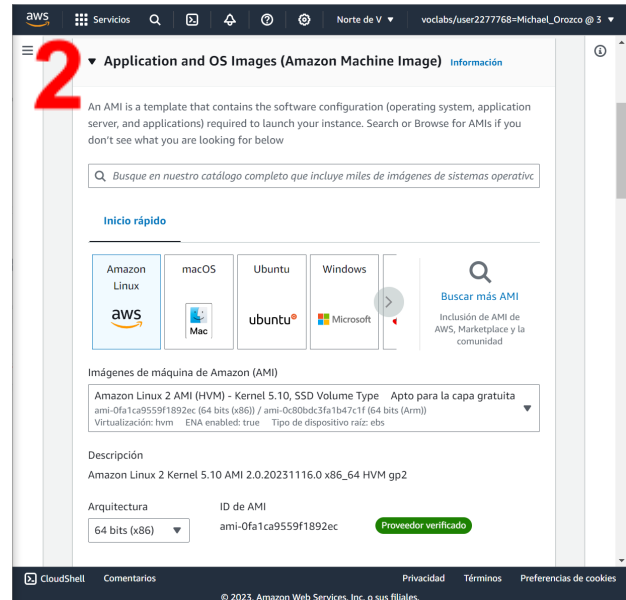 aws
Servicios
Norte de V
voclabs/user2277768=Michael_Orozco @ 3
2
Application and OS Images (Amazon Machine Image) Información
An AMI is a template that contains the software configuration (operating system, application
server, and applications) required to launch your instance. Search or Browse for AMIs if you
don't see what you are looking for below
Busque en nuestro catálogo completo que incluye miles de imágenes de sistemas operativc
Inicio rápido
Amazon
Linux
aws
macOS
Mac
Ubuntu
ubuntu
Windows
Microsoft
Buscar más AMI
Inclusión de AMI de
AWS, Marketplace y la
comunidad
Imágenes de máquina de Amazon (AMI)
Amazon Linux 2 AMI (HVM) - Kernel 5.10, SSD Volume Type Apto para la capa gratuita
ami-0fa1ca9559f1892ec (64 bits (x86)) / ami-0c80bdc3fa1b47c1f (64 bits (Arm))
Virtualización: hvm ENA enabled: true Tipo de dispositivo raíz: ebs
Descripción
Amazon Linux 2 Kernel 5.10 AMI 2.0.20231116.0 x86_64 HVM gp2
Arquitectura
ID de AMI
64 bits (x86)
ami-0fa1ca9559f1892ec
Proveedor verificado
CloudShell
Comentarios
Privacidad
Términos
Preferencias de cookies
© 2023, Amazon Web Services, Inc. o sus filiales.